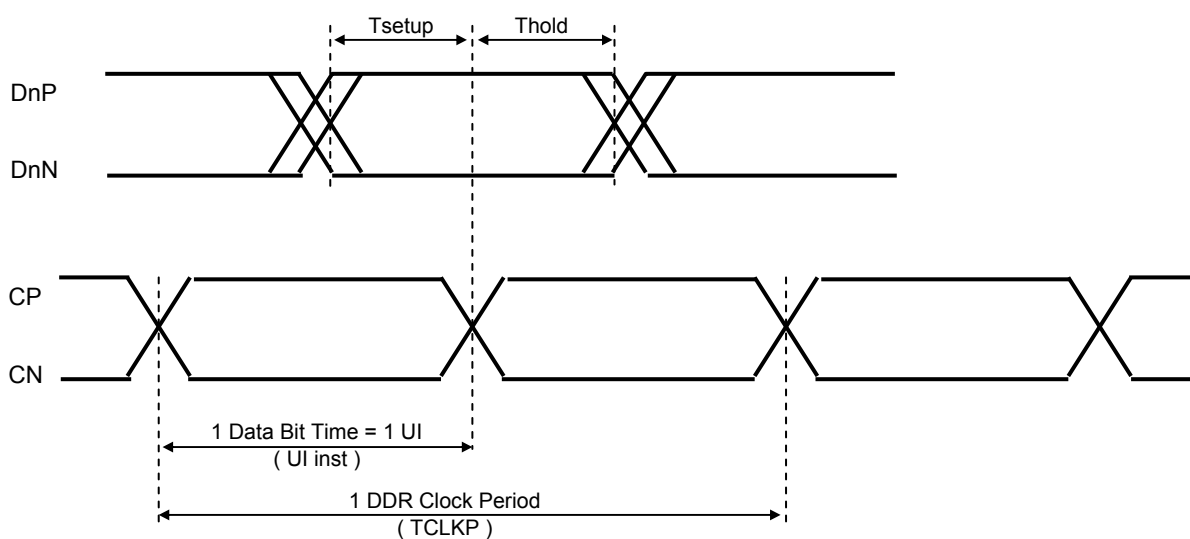 Tsetup Thold
DnP
DnN
CP
CN
1 Data Bit Time = 1 UI
( UI inst )
1 DDR Clock Period
( TCLKP )